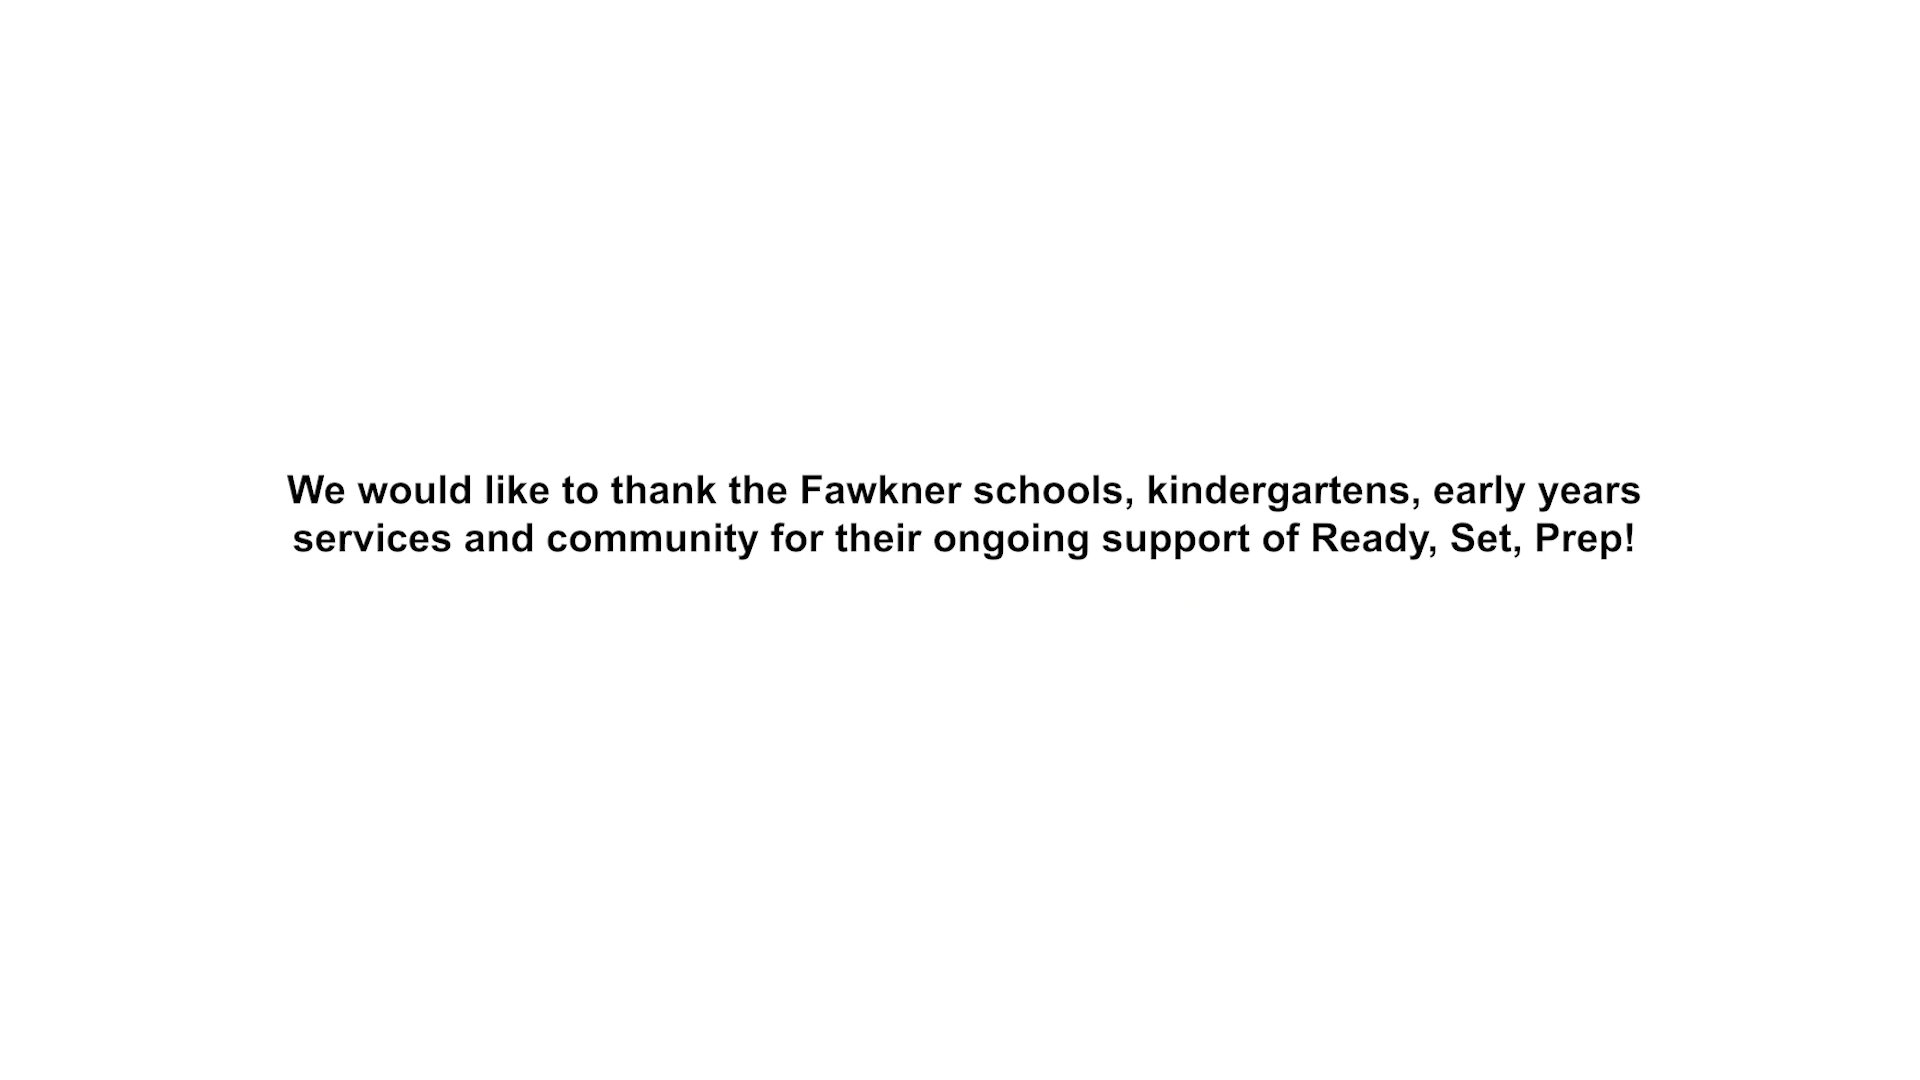 We would like to thank the Fawkner schools, kindergartens, early years
services and community for their ongoing support of Ready, Set, Prep!